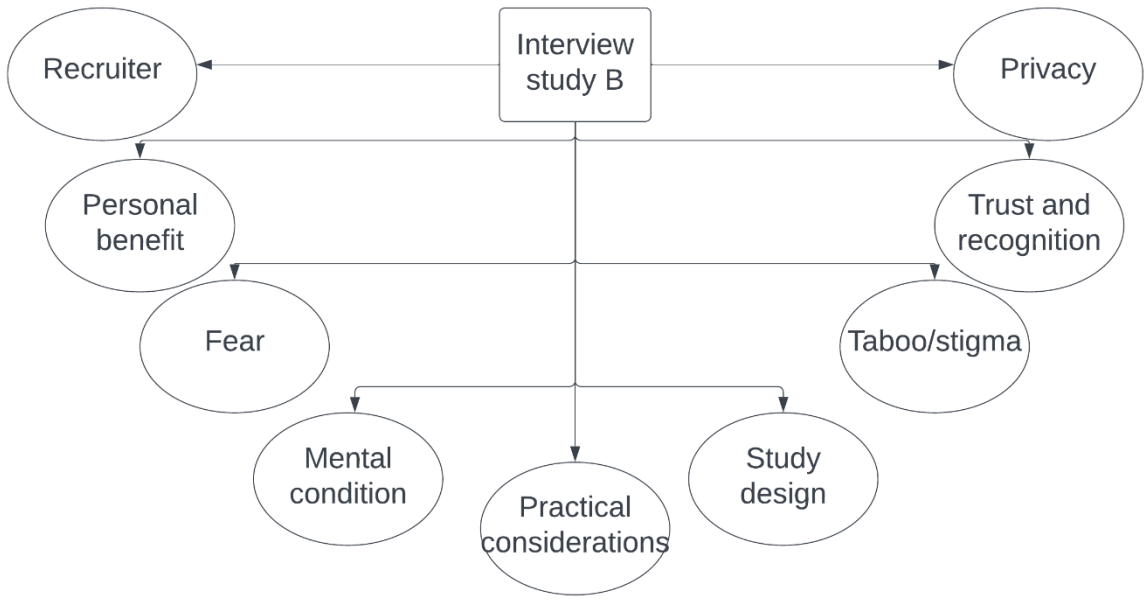 Interview
study B
Recruiter
Privacy
Personal
benefit
Trust and
recognition
Fear
Taboo/stigma
Mental
condition
Study
design
Practical
considerations